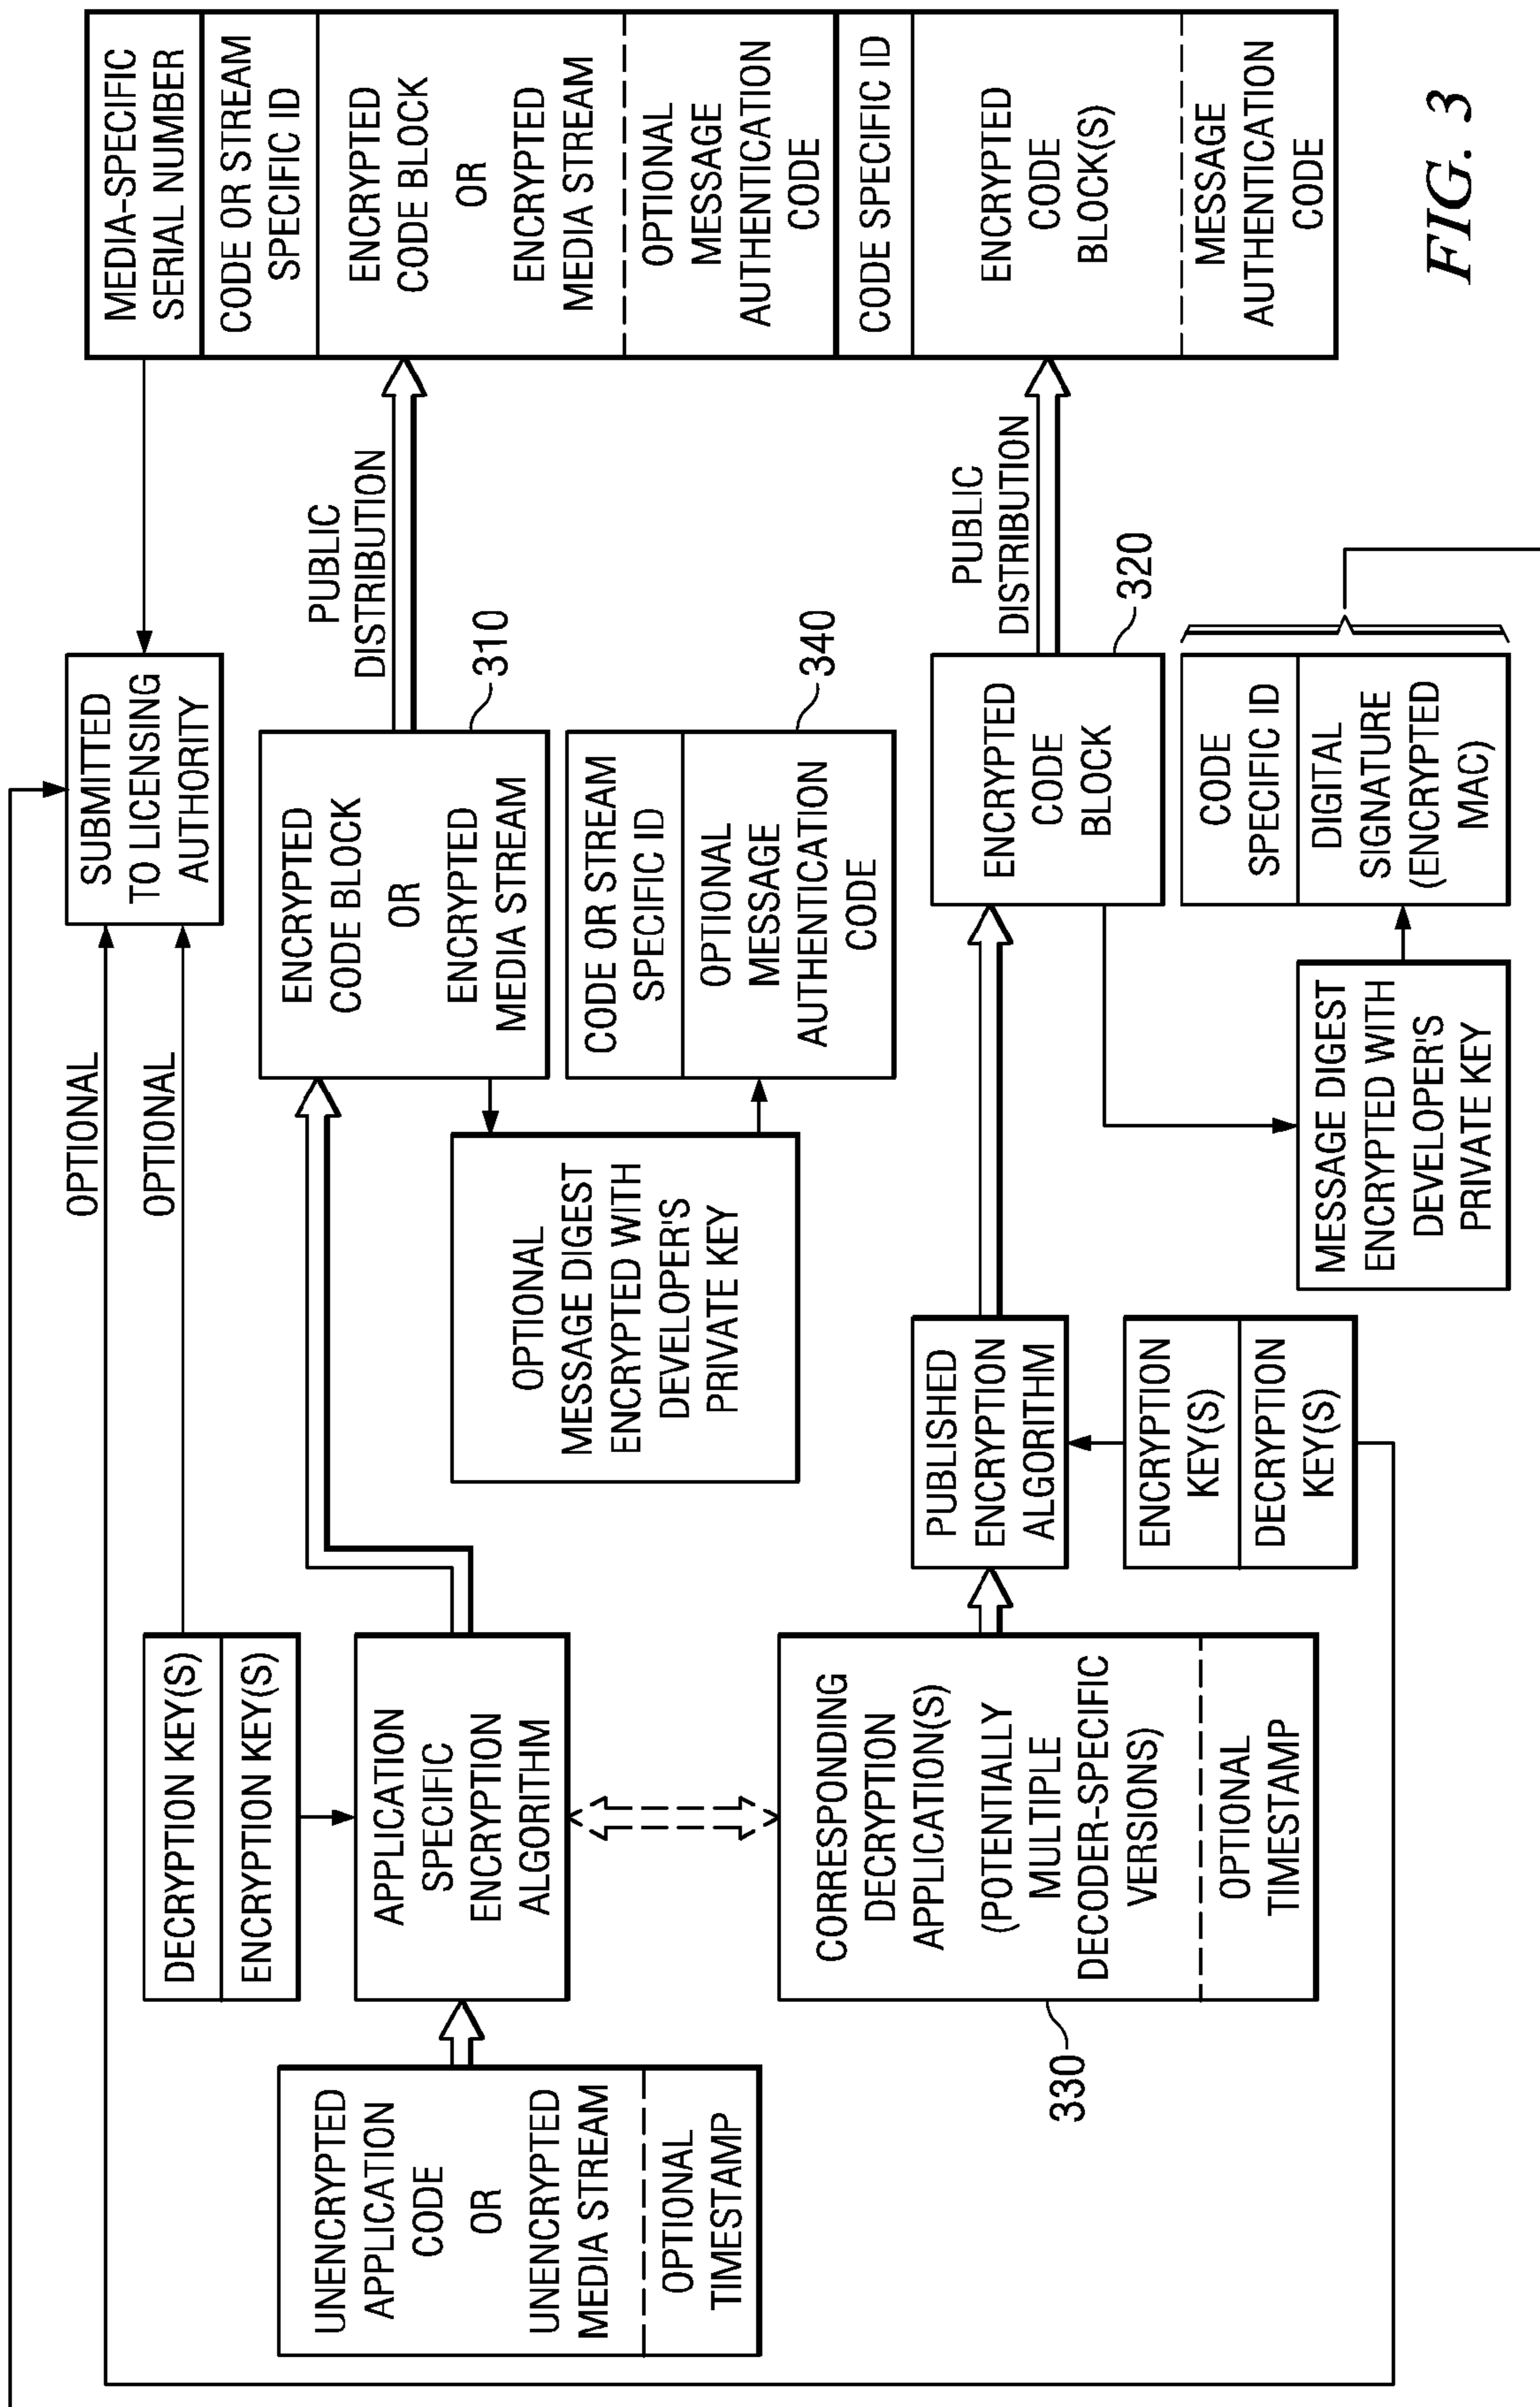 OPTIONAL
OPTIONAL
SUBMITTED
TO LICENSING
AUTHORITY
MEDIA-SPECIFIC
SERIAL NUMBER
CODE OR STREAM
SPECIFIC ID
ENCRYPTED
CODE BLOCK
OR
ENCRYPTED
MEDIA STREAM
OPTIONAL
MESSAGE
AUTHENTICATION
CODE
CODE SPECIFIC ID
ENCRYPTED
CODE
BLOCK(S)
MESSAGE
AUTHENTICATION
CODE
DECRYPTION KEY(S)
ENCRYPTION KEY(S)
UNENCRYPTED
APPLICATION
CODE
OR
UNENCRYPTED
MEDIA STREAM
OPTIONAL
TIMESTAMP
APPLICATION
SPECIFIC
ENCRYPTION
ALGORITHM
ENCRYPTED
CODE BLOCK
OR
ENCRYPTED
MEDIA STREAM
310
PUBLIC
DISTRIBUTION
OPTIONAL
MESSAGE DIGEST
ENCRYPTED WITH
DEVELOPER'S
PRIVATE KEY
CODE OR STREAM
SPECIFIC ID
OPTIONAL
MESSAGE
AUTHENTICATION
CODE
340
CORRESPONDING
DECRYPTION
APPLICATION(S)
(POTENTIALLY
MULTIPLE
DECODER-SPECIFIC
VERSIONS)
OPTIONAL
TIMESTAMP
330
PUBLISHED
ENCRYPTION
ALGORITHM
ENCRYPTION
KEY(S)
DECRYPTION
KEY(S)
ENCRYPTED
CODE
BLOCK
320
PUBLIC
DISTRIBUTION
MESSAGE DIGEST
ENCRYPTED WITH
DEVELOPER'S
PRIVATE KEY
CODE
SPECIFIC ID
DIGITAL
SIGNATURE
(ENCRYPTED
MAC)
FIG. 3